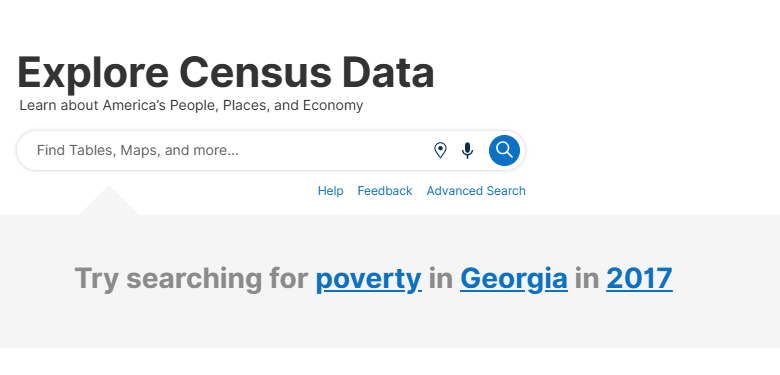 Explore Census Data
Learn about America's People, Places, and Economy
Find Tables, Maps, and more...
Help Feedback Advanced Search
Try searching for poverty in Georgia in 2017